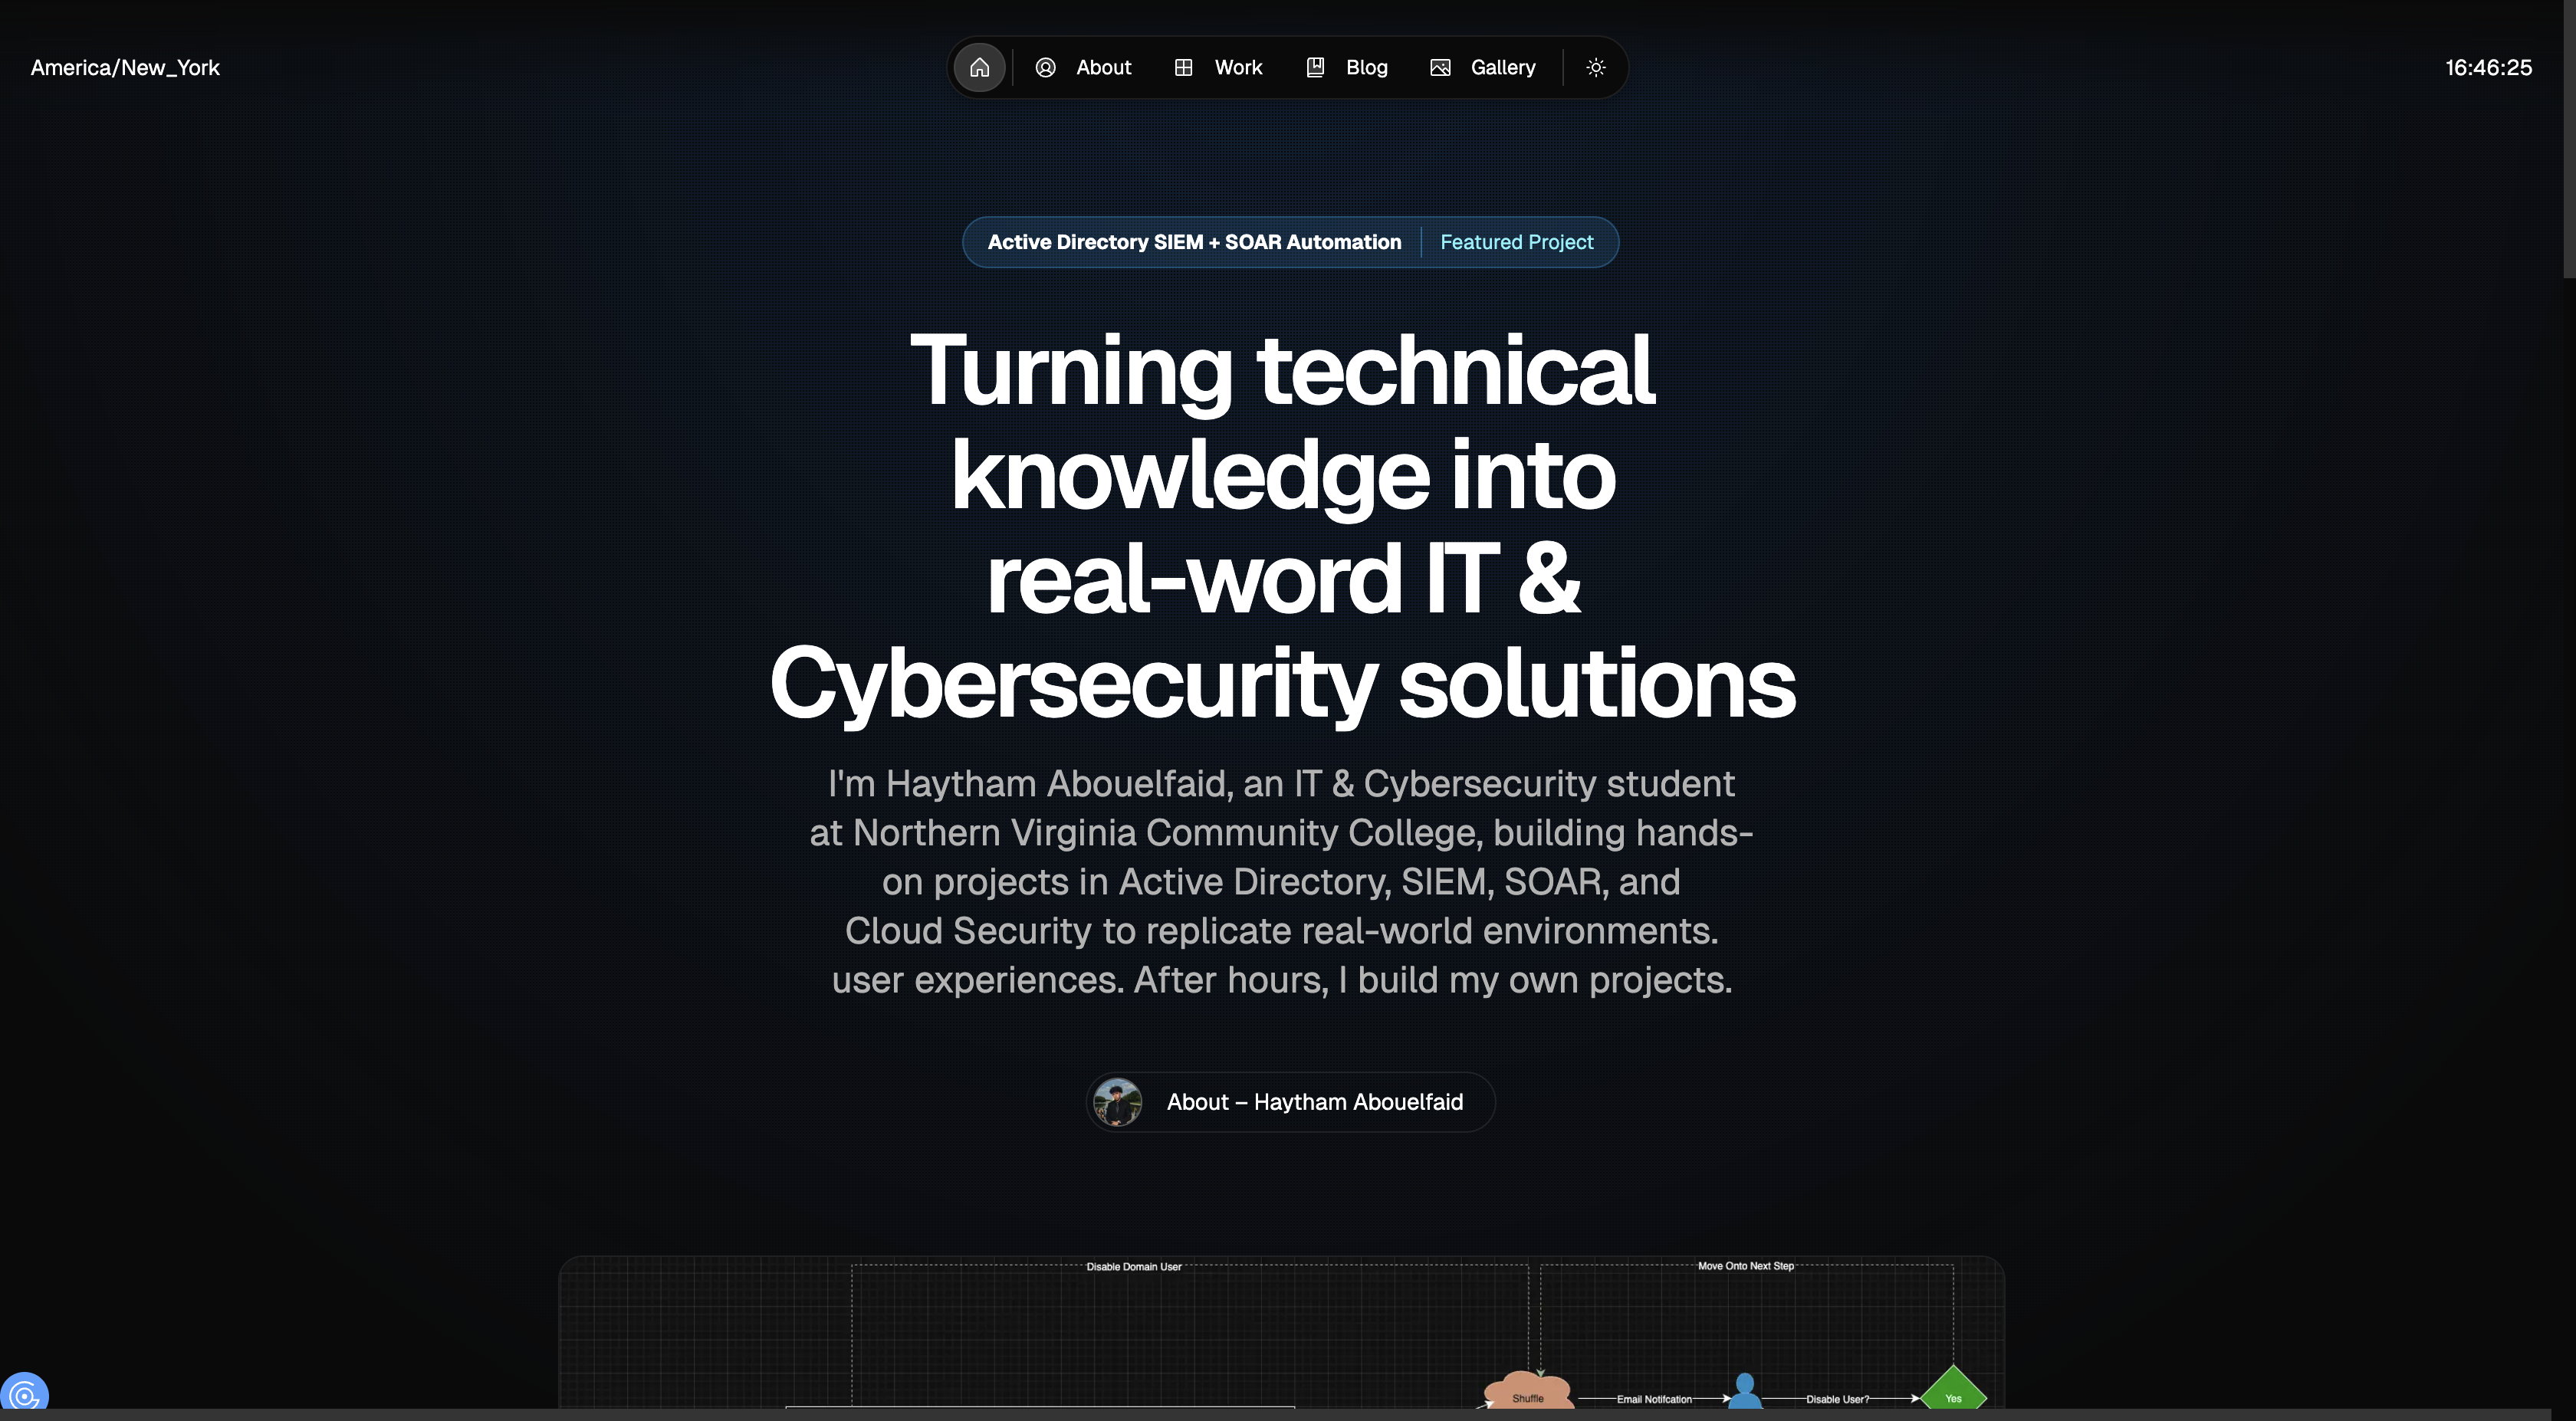 America/New_York
About
Work
Blog
Gallery
16:46:25
Active Directory SIEM + SOAR Automation
Featured Project
Turning technical
knowledge into
real-word IT &
Cybersecurity solutions
I'm Haytham Abouelfaid, an IT & Cybersecurity student
at Northern Virginia Community College, building hands-
on projects in Active Directory, SIEM, SOAR, and
Cloud Security to replicate real-world environments.
user experiences. After hours, I build my own projects.
About – Haytham Abouelfaid
Disable Domain User
Move Onto Next Step
Shuffle
Email Notifcation
Disable User?
Yes